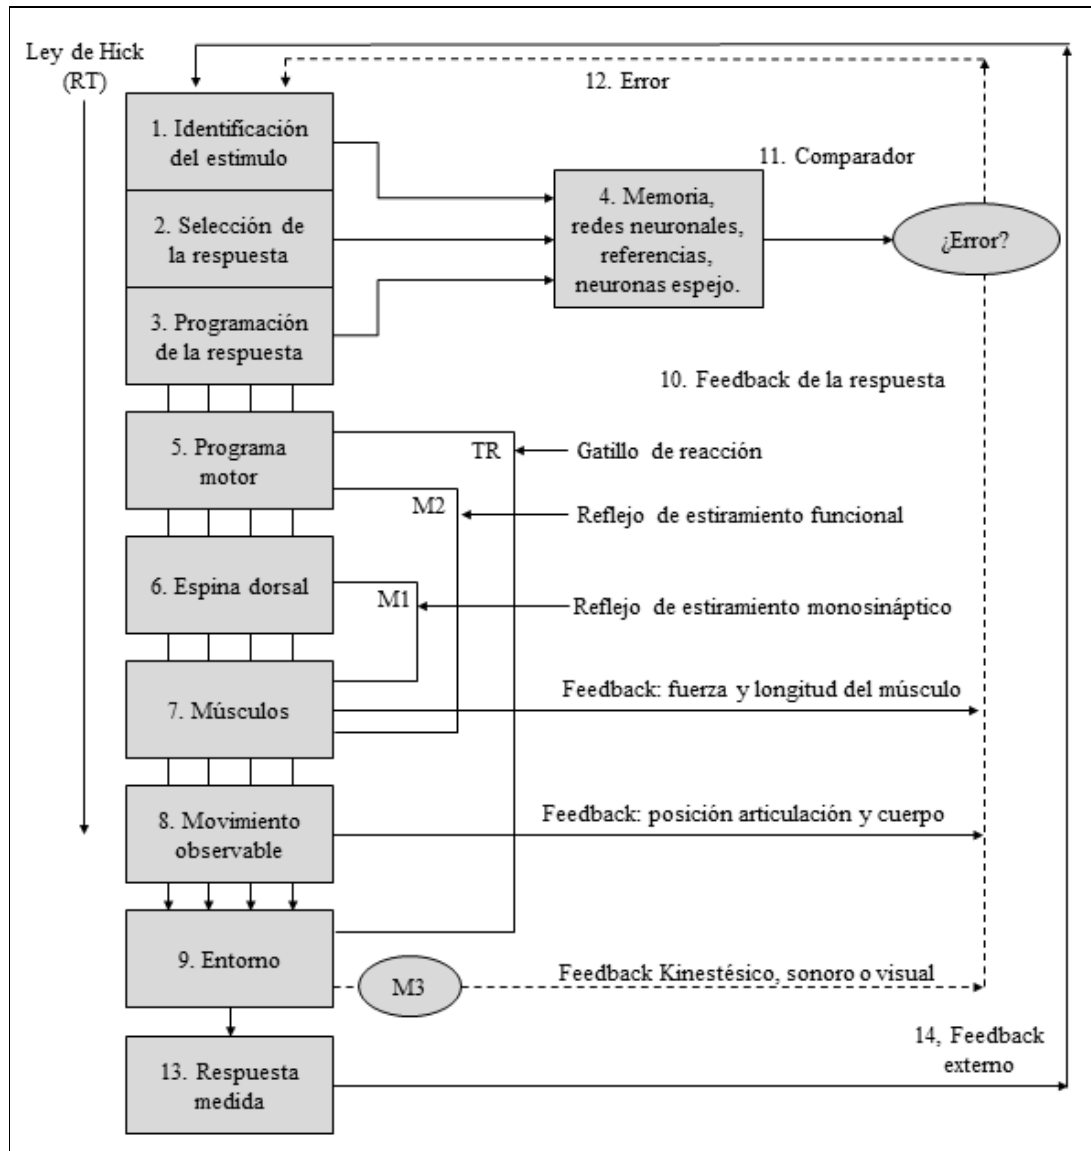 Ley de Hick
(RT)
12. Error
1. Identificación
del estimulo
11. Comparador
2. Selección de
la respuesta
4. Memoria,
redes neuronales,
referencias,
neuronas espejo.
¿Error?
3. Programación
de la respuesta
10. Feedback de la respuesta
5. Programa
motor
TR
Gatillo de reacción
M2
Reflejo de estiramiento funcional
6. Espina dorsal
M1
Reflejo de estiramiento monosináptico
7. Músculos
Feedback: fuerza y longitud del músculo
8. Movimiento
observable
Feedback: posición articulación y cuerpo
9. Entorno
M3
Feedback Kinestésico, sonoro o visual
14, Feedback
externo
13. Respuesta
medida